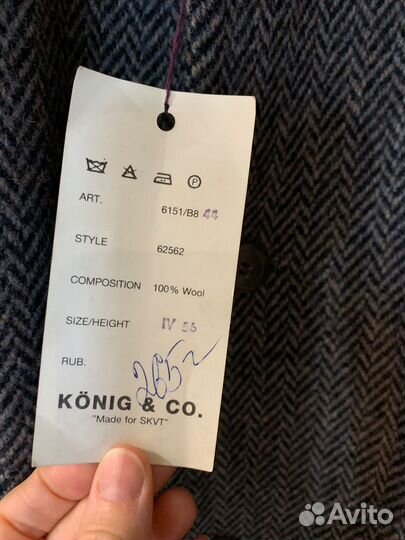 ART. 6151/B8 44
STYLE 62562
COMPOSITION 100% Wool
SIZE/HEIGHT IV 56
RUB. 265=
KÖNIG & CO.
"Made for SKVT"
P
Avito